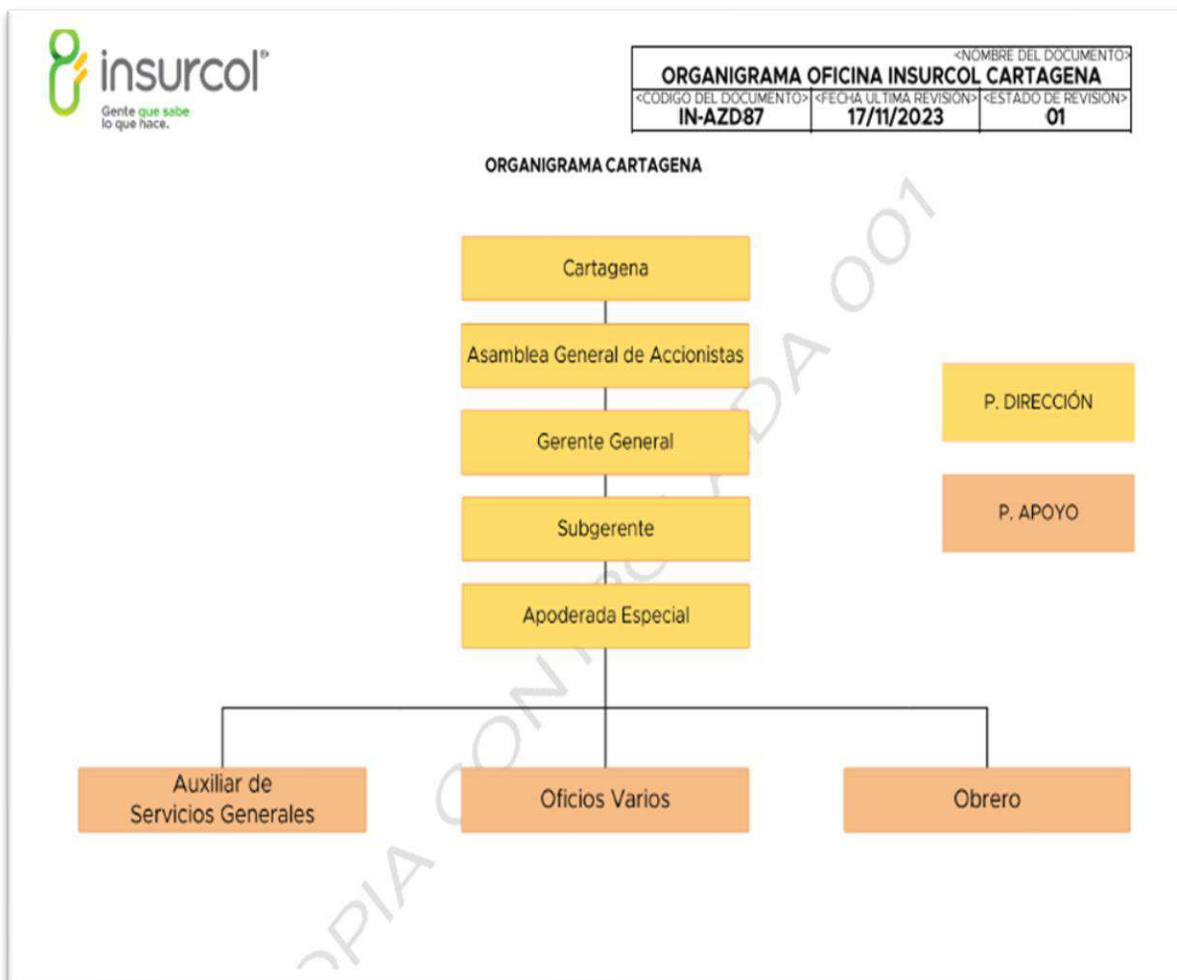 insurcol®
Gente que sabe
lo que hace.
<NOMBRE DEL DOCUMENTO>
ORGANIGRAMA OFICINA INSURCOL CARTAGENA
<CODIGO DEL DOCUMENTO> <FECHA ULTIMA REVISIÓN> <ESTADO DE REVISIÓN>
IN-AZD87 17/11/2023 01
ORGANIGRAMA CARTAGENA
Cartagena
Asamblea General de Accionistas
Gerente General
Subgerente
Apoderada Especial
P. DIRECCIÓN
P. APOYO
Auxiliar de
Servicios Generales
Oficios Varios
Obrero